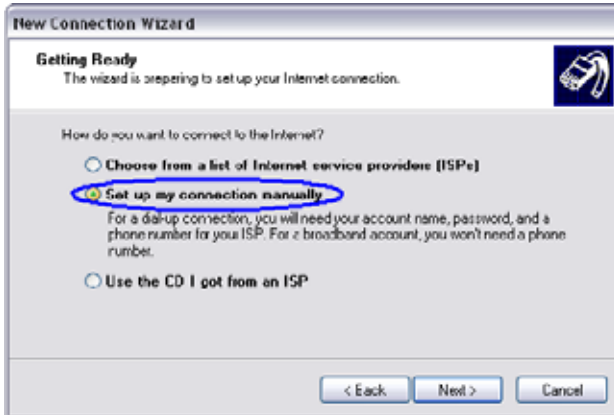 New Connection Wizard
Getting Ready
The wizard is preparing to set up your Internet connection.
How do you want to connect to the Internet?
Choose from a list of Internet service providers (ISPs)
Set up my connection manually
For a dial-up connection, you will need your account name, password, and a
phone number for your ISP. For a broadband account, you won't need a phone
number.
Use the CD I got from an ISP
< Back
Next >
Cancel